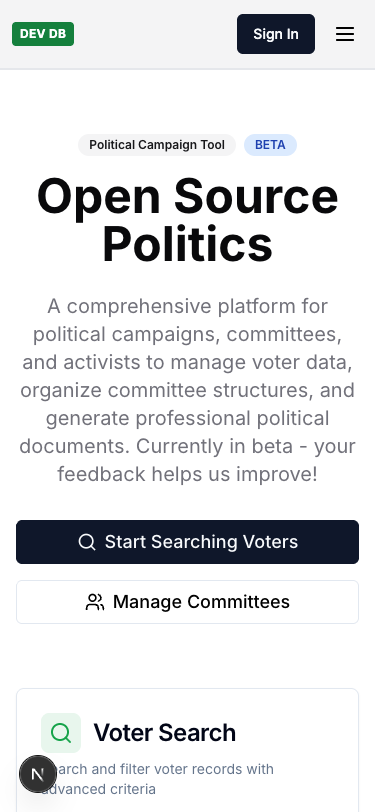 DEV DB
Sign In
Political Campaign Tool
BETA
Open Source
Politics
A comprehensive platform for
political campaigns, committees,
and activists to manage voter data,
organize committee structures, and
generate professional political
documents. Currently in beta - your
feedback helps us improve!
Start Searching Voters
Manage Committees
Voter Search
arch and filter voter records with
dvanced criteria
N